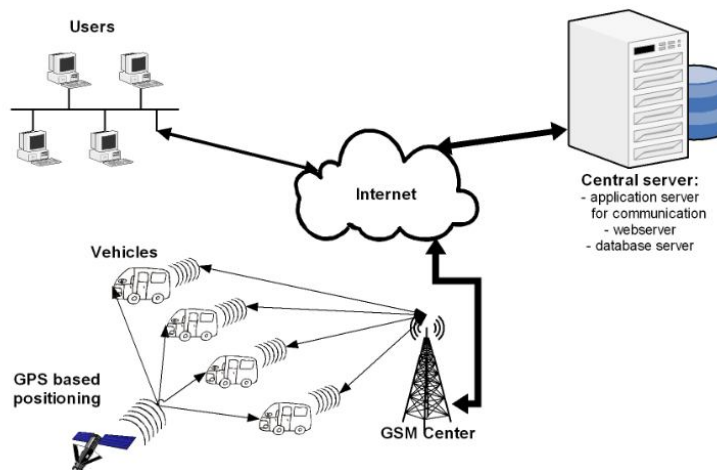 Users
Internet
Central server:
- application server
for communication
- webserver
- database server
Vehicles
GPS based
positioning
GSM Center